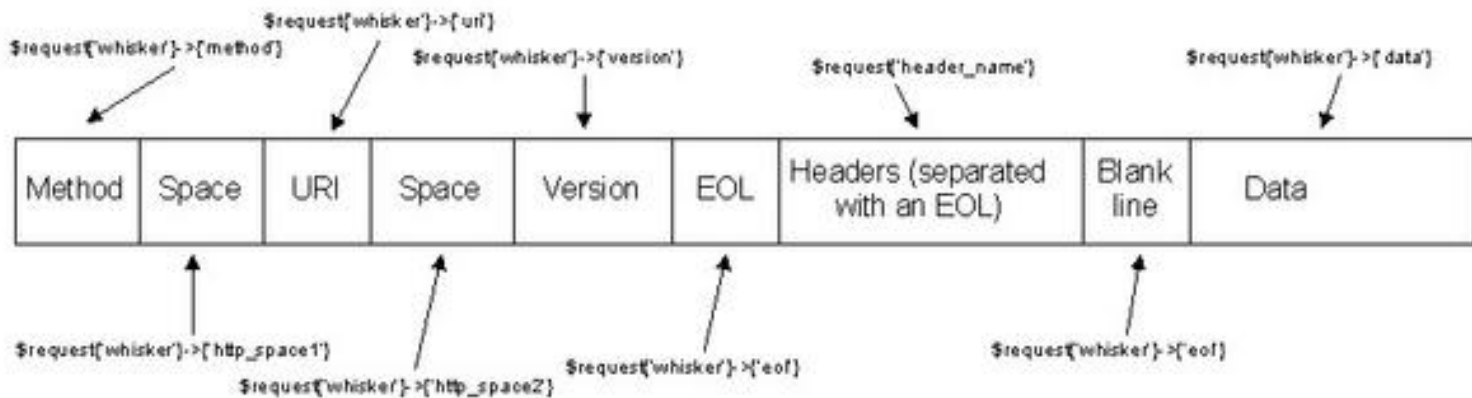 $request{'whisker'}->{'uri'}
$request{'whisker'}->{'method'}
$request{'whisker'}->{'version'}
$request{'header_name'}
$request{'whisker'}->{'data'}
Method
Space
URI
Space
Version
EOL
Headers (separated
with an EOL)
Blank
line
Data
$request{'whisker'}->{'http_space1'}
$request{'whisker'}->{'http_space2'}
$request{'whisker'}->{'eol'}
$request{'whisker'}->{'eol'}